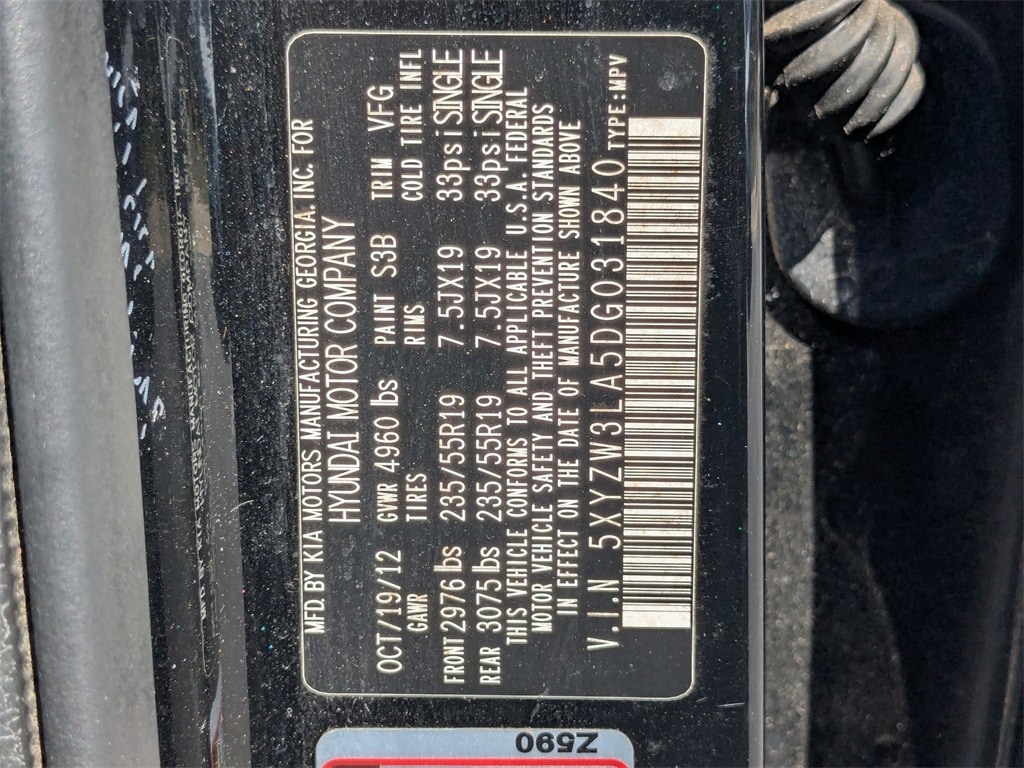 MFD. BY KIA MOTORS MANUFACTURING GEORGIA, INC. FOR
HYUNDAI MOTOR COMPANY
OCT/19/12 GVWR 4960 lbs PAINT S3B TRIM VFG
GAWR TIRES RIMS COLD TIRE INFL
FRONT 2976 lbs 235/55R19 7.5JX19 33psi SINGLE
REAR 3075 lbs 235/55R19 7.5JX19 33psi SINGLE
THIS VEHICLE CONFORMS TO ALL APPLICABLE U.S.A. FEDERAL
MOTOR VEHICLE SAFETY AND THEFT PREVENTION STANDARDS
IN EFFECT ON THE DATE OF MANUFACTURE SHOWN ABOVE
V.I.N 5XYZW3LA5DG031840 TYPE:MPV
Z590